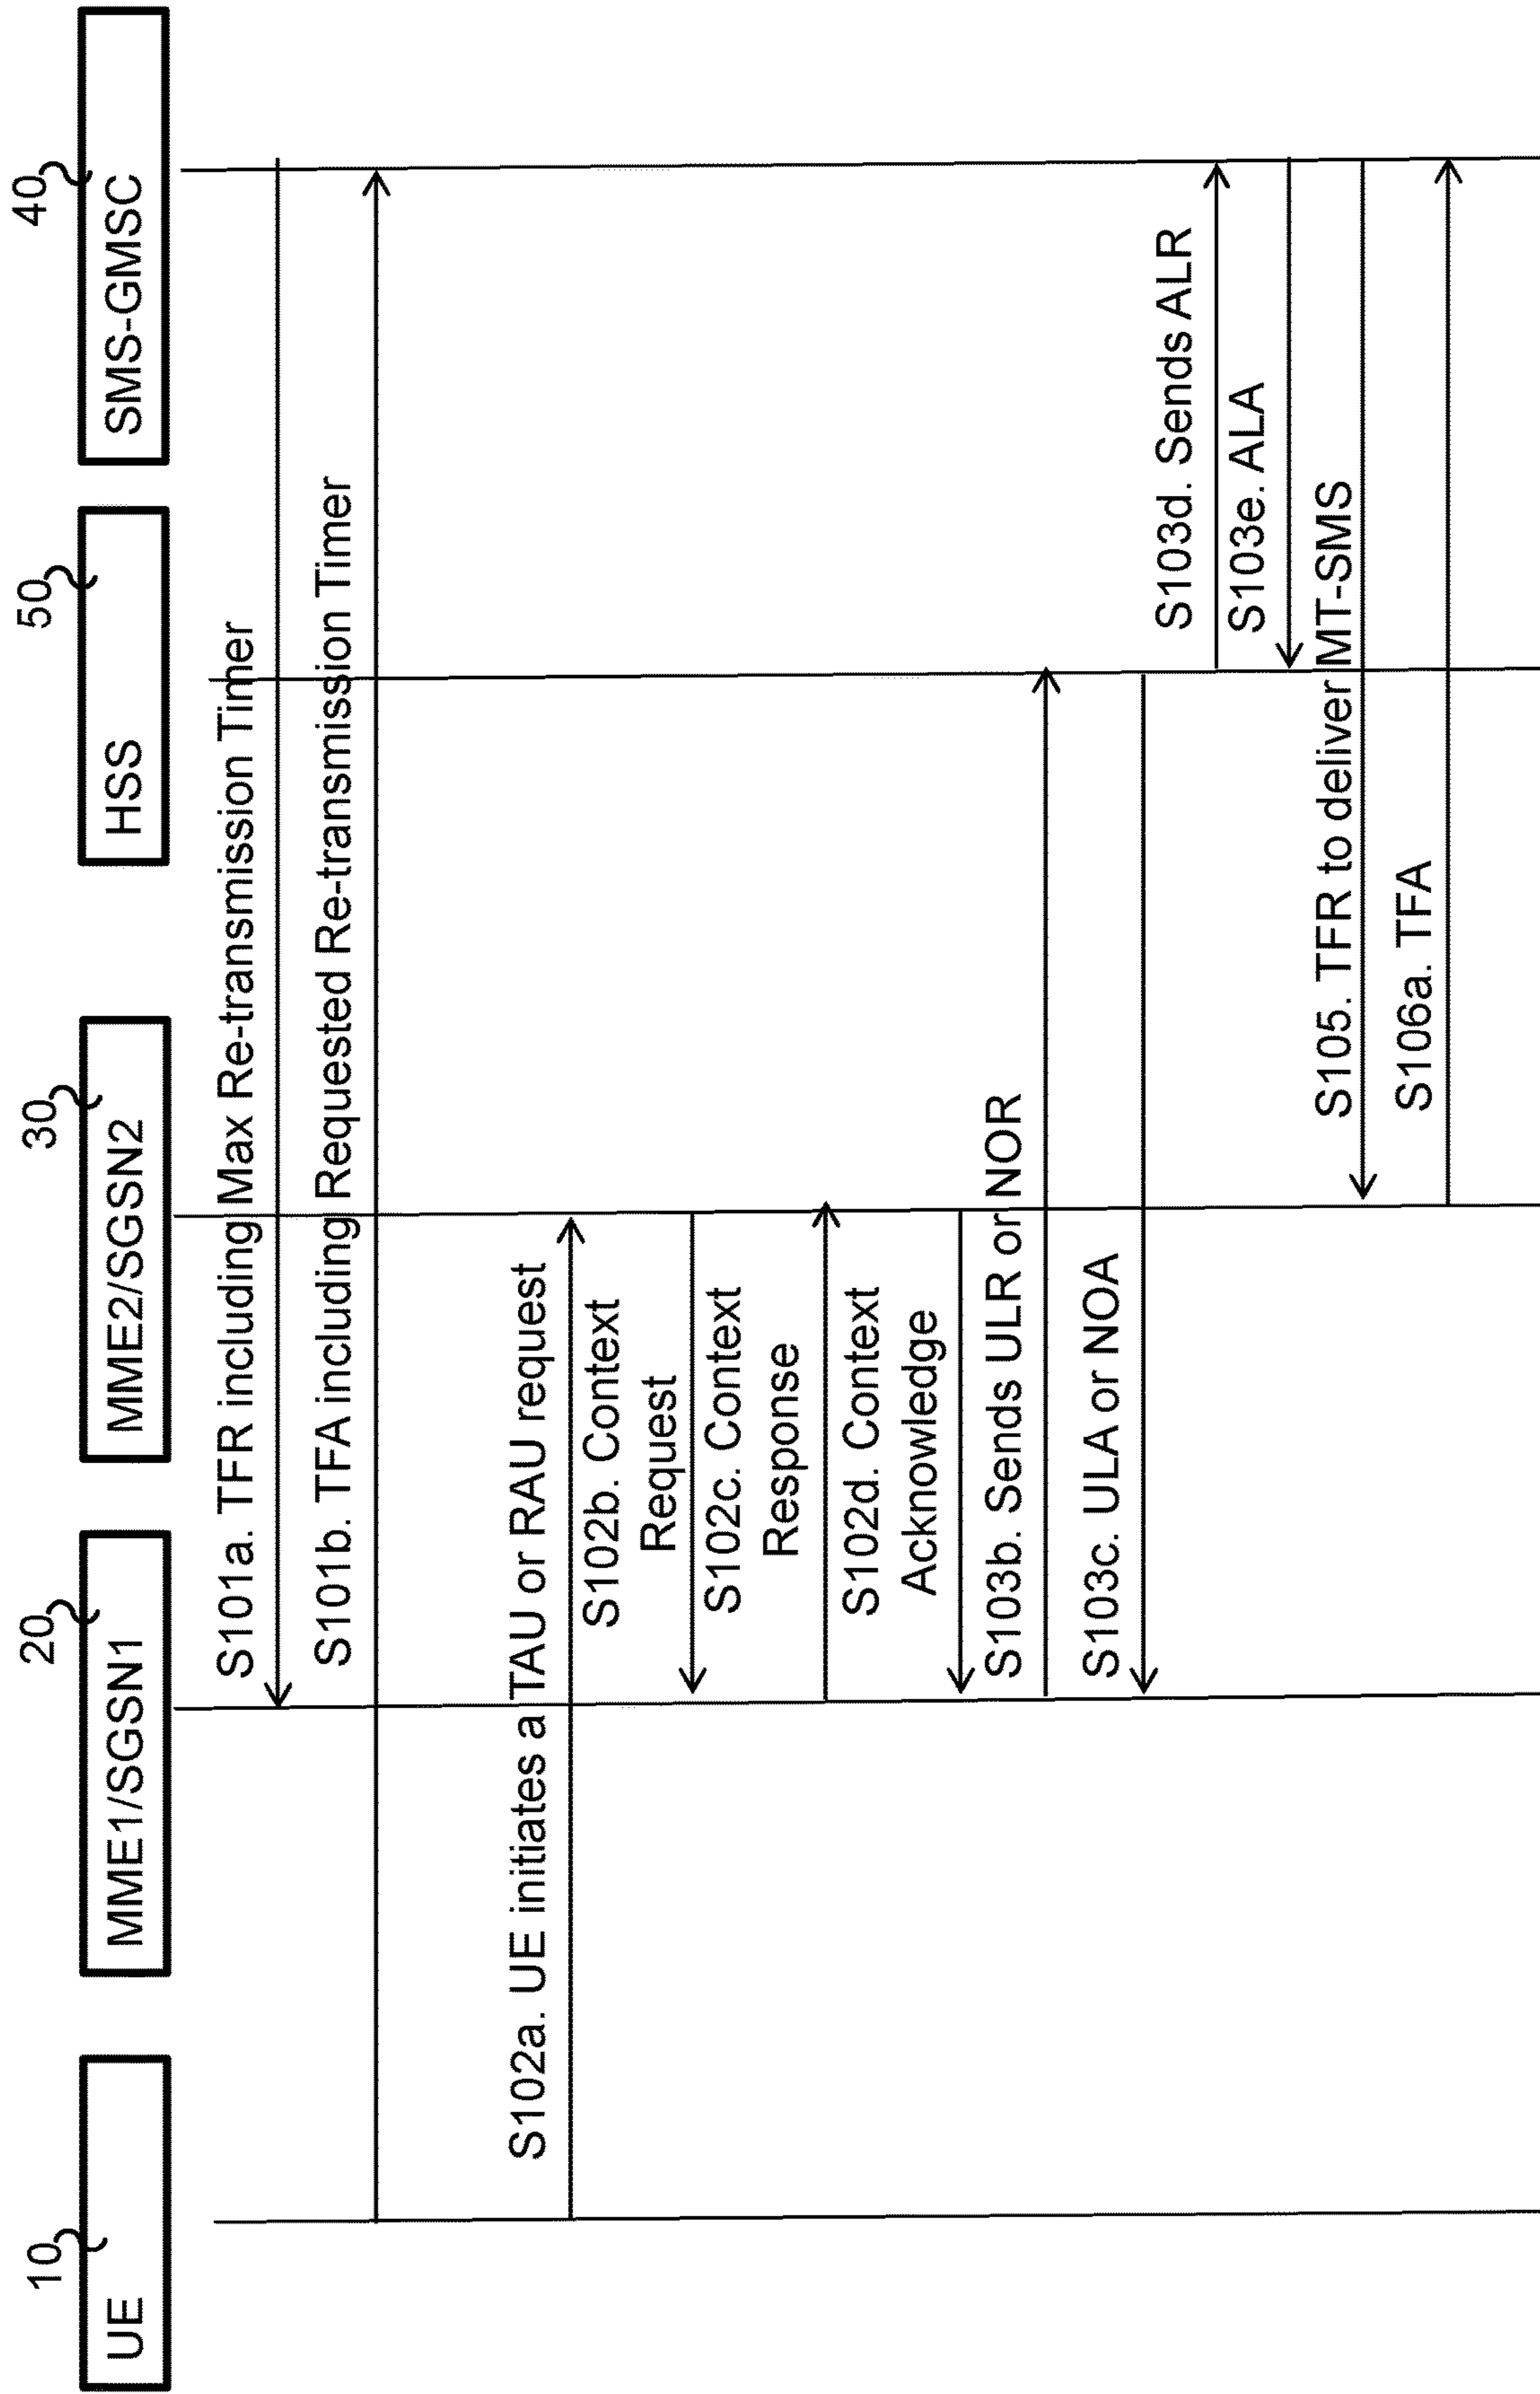 10
20
30
50
40
UE
MME1/SGSN1
MME2/SGSN2
HSS
SMS-GMSC
S101a. TFR including Max Re-transmission Timer
S101b. TFA including Requested Re-transmission Timer
S102a. UE initiates a TAU or RAU request
S102b. Context
Request
S102c. Context
Response
S102d. Context
Acknowledge
S103b. Sends ULR or NOR
S103c. ULA or NOA
S103d. Sends ALR
S103e. ALA
S105. TFR to deliver MT-SMS
S106a. TFA